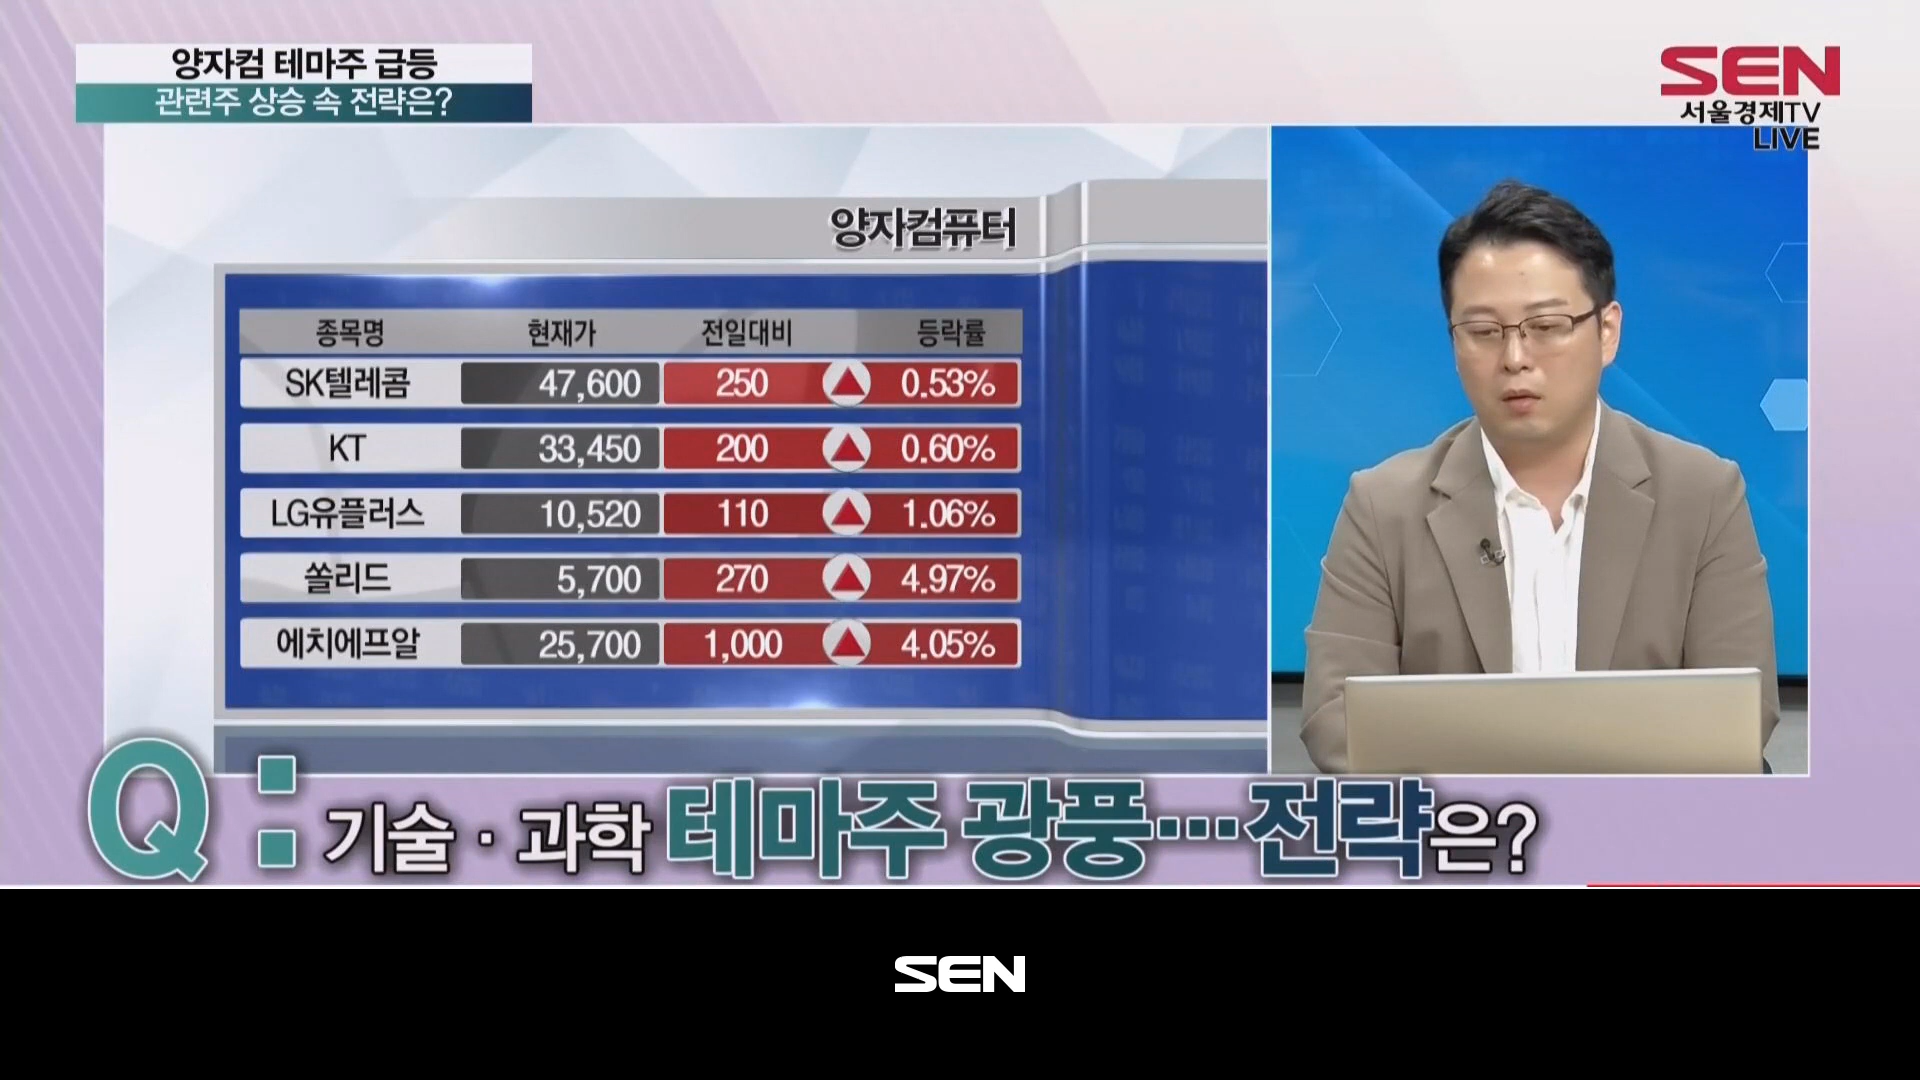 양자컴 테마주 급등
관련주 상승 속 전략은?
SEN
서울경제TV
LIVE
양자컴퓨터
종목명 현재가 전일대비 등락률
SK텔레콤 47,600 250 ▲ 0.53%
KT 33,450 200 ▲ 0.60%
LG유플러스 10,520 110 ▲ 1.06%
쏠리드 5,700 270 ▲ 4.97%
에치에프알 25,700 1,000 ▲ 4.05%
Q : 기술·과학 테마주 광풍…전략은?
SEN